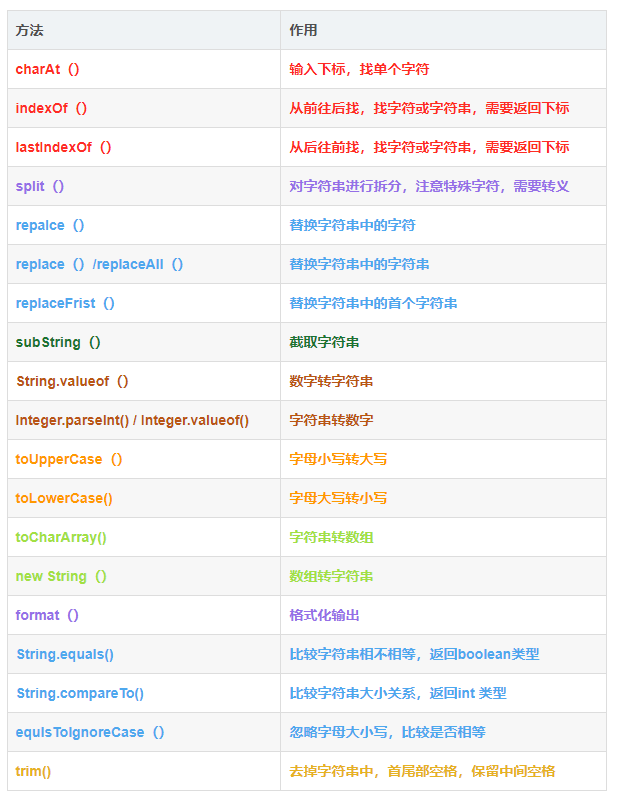 方法 作用
charAt（） 输入下标，找单个字符
indexOf（） 从前往后找，找字符或字符串，需要返回下标
lastIndexOf（） 从后往前找，找字符或字符串，需要返回下标
split（） 对字符串进行拆分，注意特殊字符，需要转义
repalce（） 替换字符串中的字符
replace（）/replaceAll（） 替换字符串中的字符串
replaceFrist（） 替换字符串中的首个字符串
subString（） 截取字符串
String.valueof（） 数字转字符串
Integer.parseInt() / Integer.valueof() 字符串转数字
toUpperCase（） 字母小写转大写
toLowerCase() 字母大写转小写
toCharArray() 字符串转数组
new String（） 数组转字符串
format（） 格式化输出
String.equals() 比较字符串相不相等，返回boolean类型
String.compareTo() 比较字符串大小关系，返回int 类型
equlsToIgnoreCase（） 忽略字母大小写，比较是否相等
trim() 去掉字符串中，首尾部空格，保留中间空格